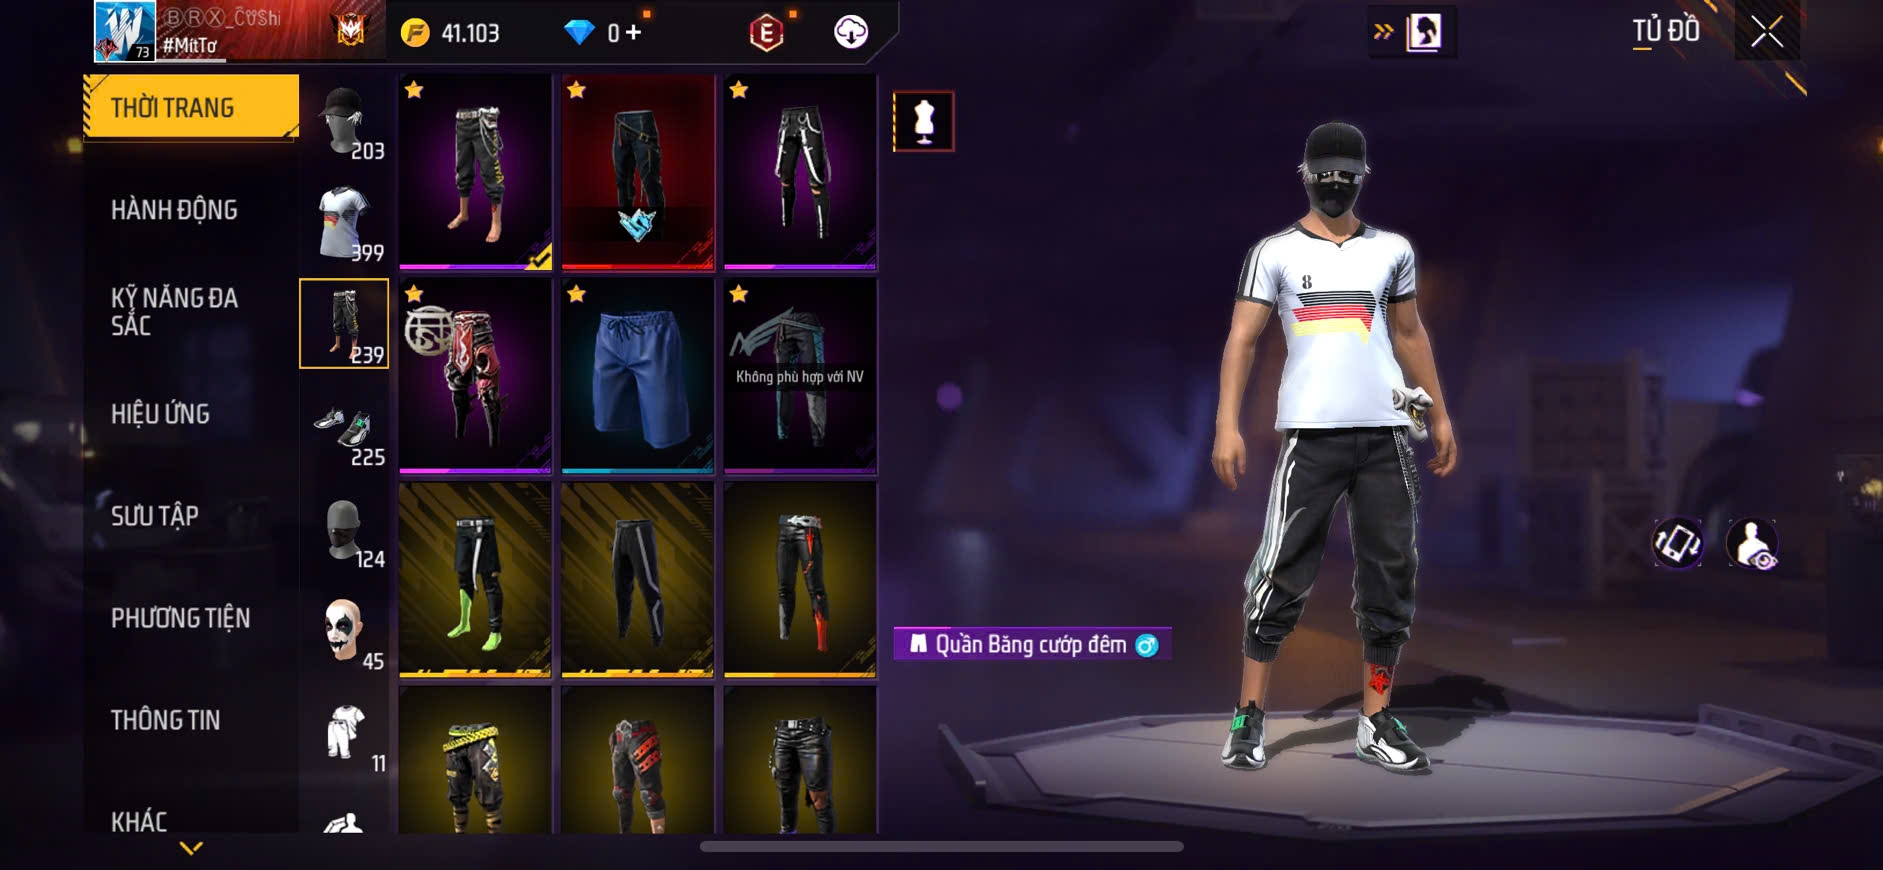 ⒷⓇⓍ_
73
#MítTơ
41.103
0 +
E
TỦ ĐỒ
THỜI TRANG
HÀNH ĐỘNG
KỸ NĂNG ĐA
SẮC
HIỆU ỨNG
SƯU TẬP
PHƯƠNG TIỆN
THÔNG TIN
KHÁC
203
399
239
225
124
45
11
Không phù hợp với NV
8
Quần Băng cướp đêm